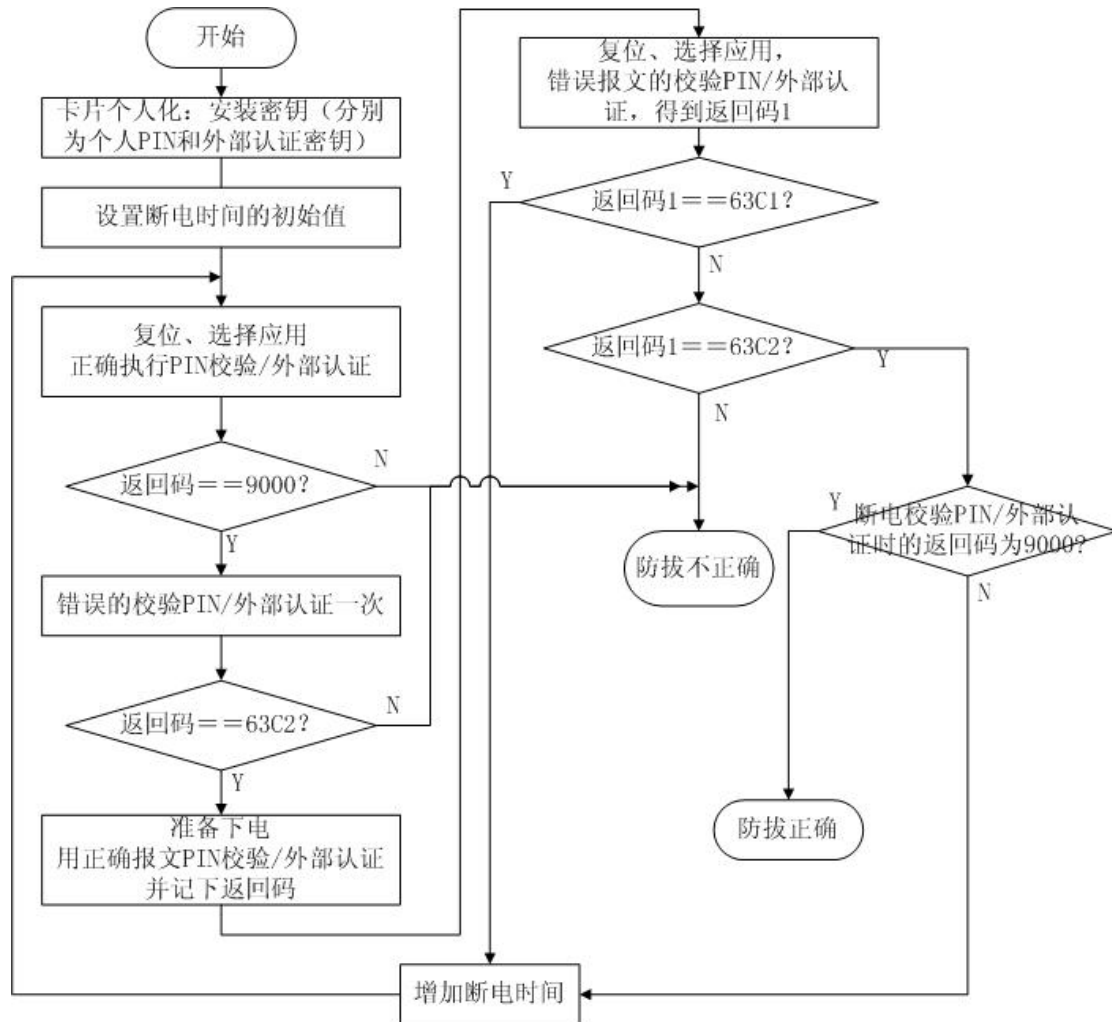 开始
卡片个人化：安装密钥（分别
为个人PIN和外部认证密钥）
设置断电时间的初始值
复位、选择应用
正确执行PIN校验/外部认证
返回码==9000?
N
Y
错误的校验PIN/外部认证一次
返回码==63C2?
N
Y
准备下电
用正确报文PIN校验/外部认证
并记下返回码
复位、选择应用，
错误报文的校验PIN/外部认
证，得到返回码1
Y
返回码1==63C1?
N
返回码1==63C2?
Y
N
防拔不正确
Y
断电校验PIN/外部认
证时的返回码为9000?
N
防拔正确
增加断电时间